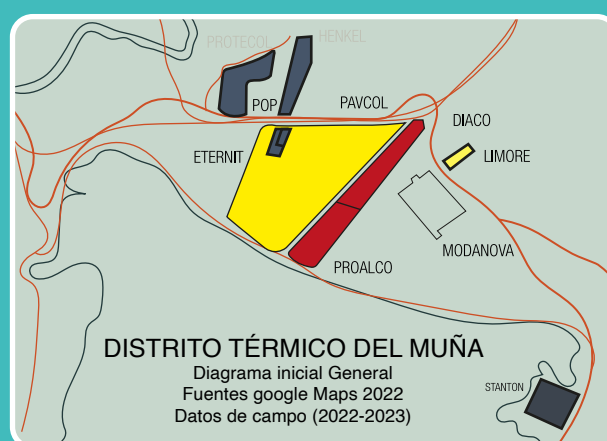 PROTECOL
HENKEL
POP
PAVCOL
DIACO
ETERNIT
LIMORE
MODANOVA
PROALCO
DISTRITO TÉRMICO DEL MUÑA
Diagrama inicial General
Fuentes google Maps 2022
Datos de campo (2022-2023)
STANTON